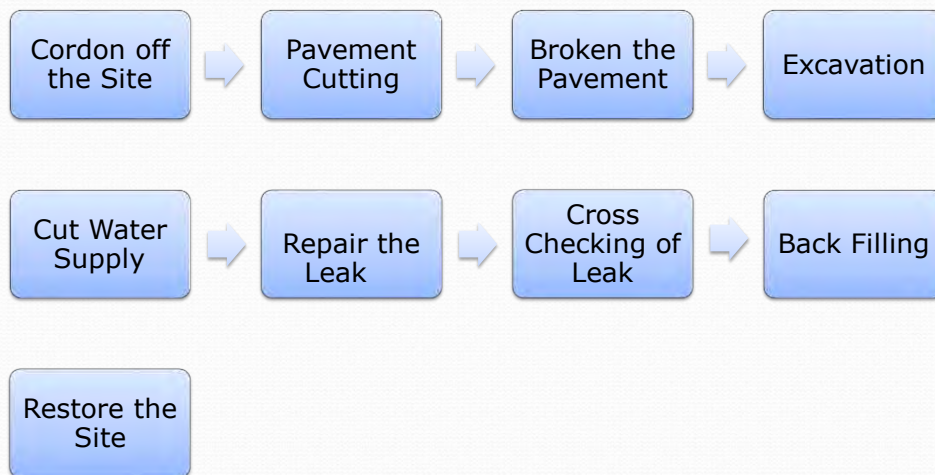 Cordon off
the Site
Pavement
Cutting
Broken the
Pavement
Excavation
Cut Water
Supply
Repair the
Leak
Cross
Checking of
Leak
Back Filling
Restore the
Site